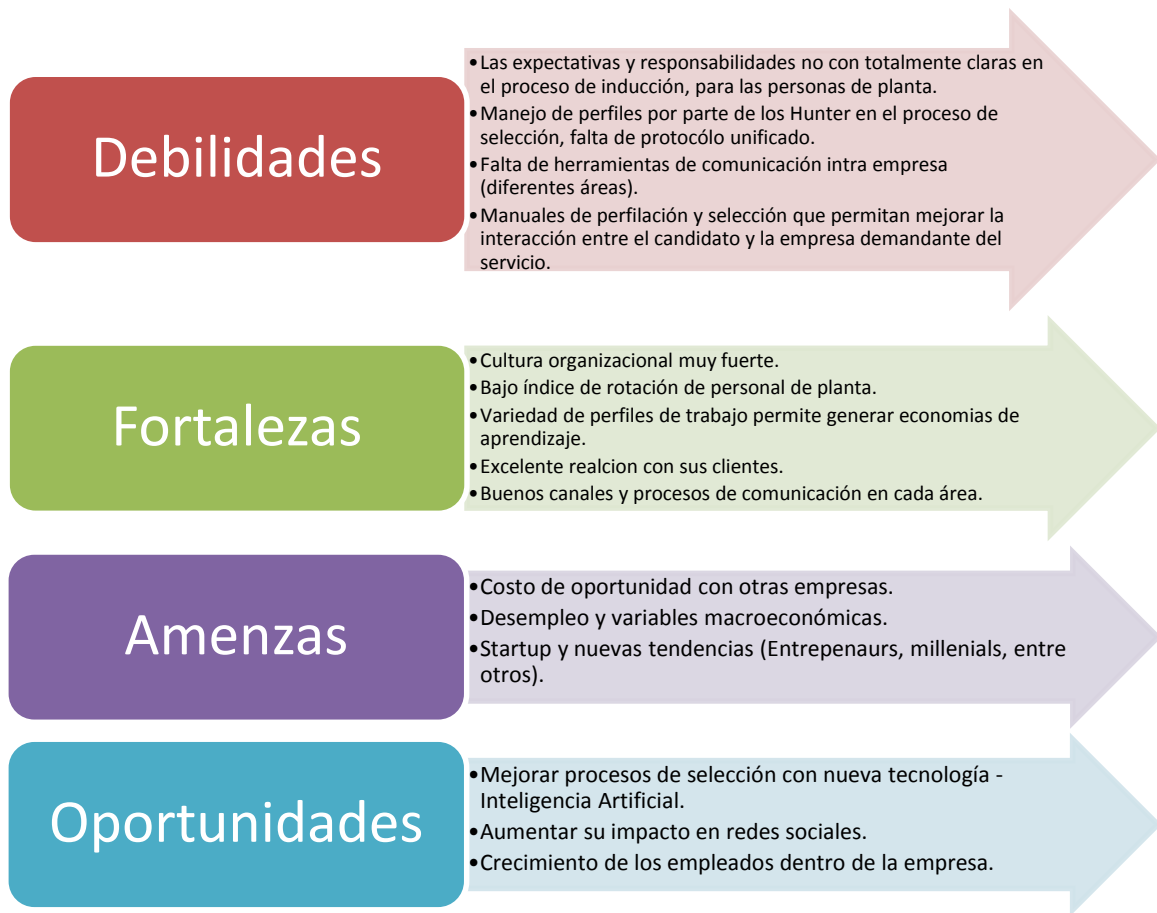 Debilidades
•Las expectativas y responsabilidades no con totalmente claras en
el proceso de inducción, para las personas de planta.
•Manejo de perfiles por parte de los Hunter en el proceso de
selección, falta de protocólo unificado.
•Falta de herramientas de comunicación intra empresa
(diferentes áreas).
•Manuales de perfilación y selección que permitan mejorar la
interacción entre el candidato y la empresa demandante del
servicio.
Fortalezas
•Cultura organizacional muy fuerte.
•Bajo índice de rotación de personal de planta.
•Variedad de perfiles de trabajo permite generar economias de
aprendizaje.
•Excelente realcion con sus clientes.
•Buenos canales y procesos de comunicación en cada área.
Amenzas
•Costo de oportunidad con otras empresas.
•Desempleo y variables macroeconómicas.
•Startup y nuevas tendencias (Entrepenaurs, millenials, entre
otros).
Oportunidades
•Mejorar procesos de selección con nueva tecnología -
Inteligencia Artificial.
•Aumentar su impacto en redes sociales.
•Crecimiento de los empleados dentro de la empresa.